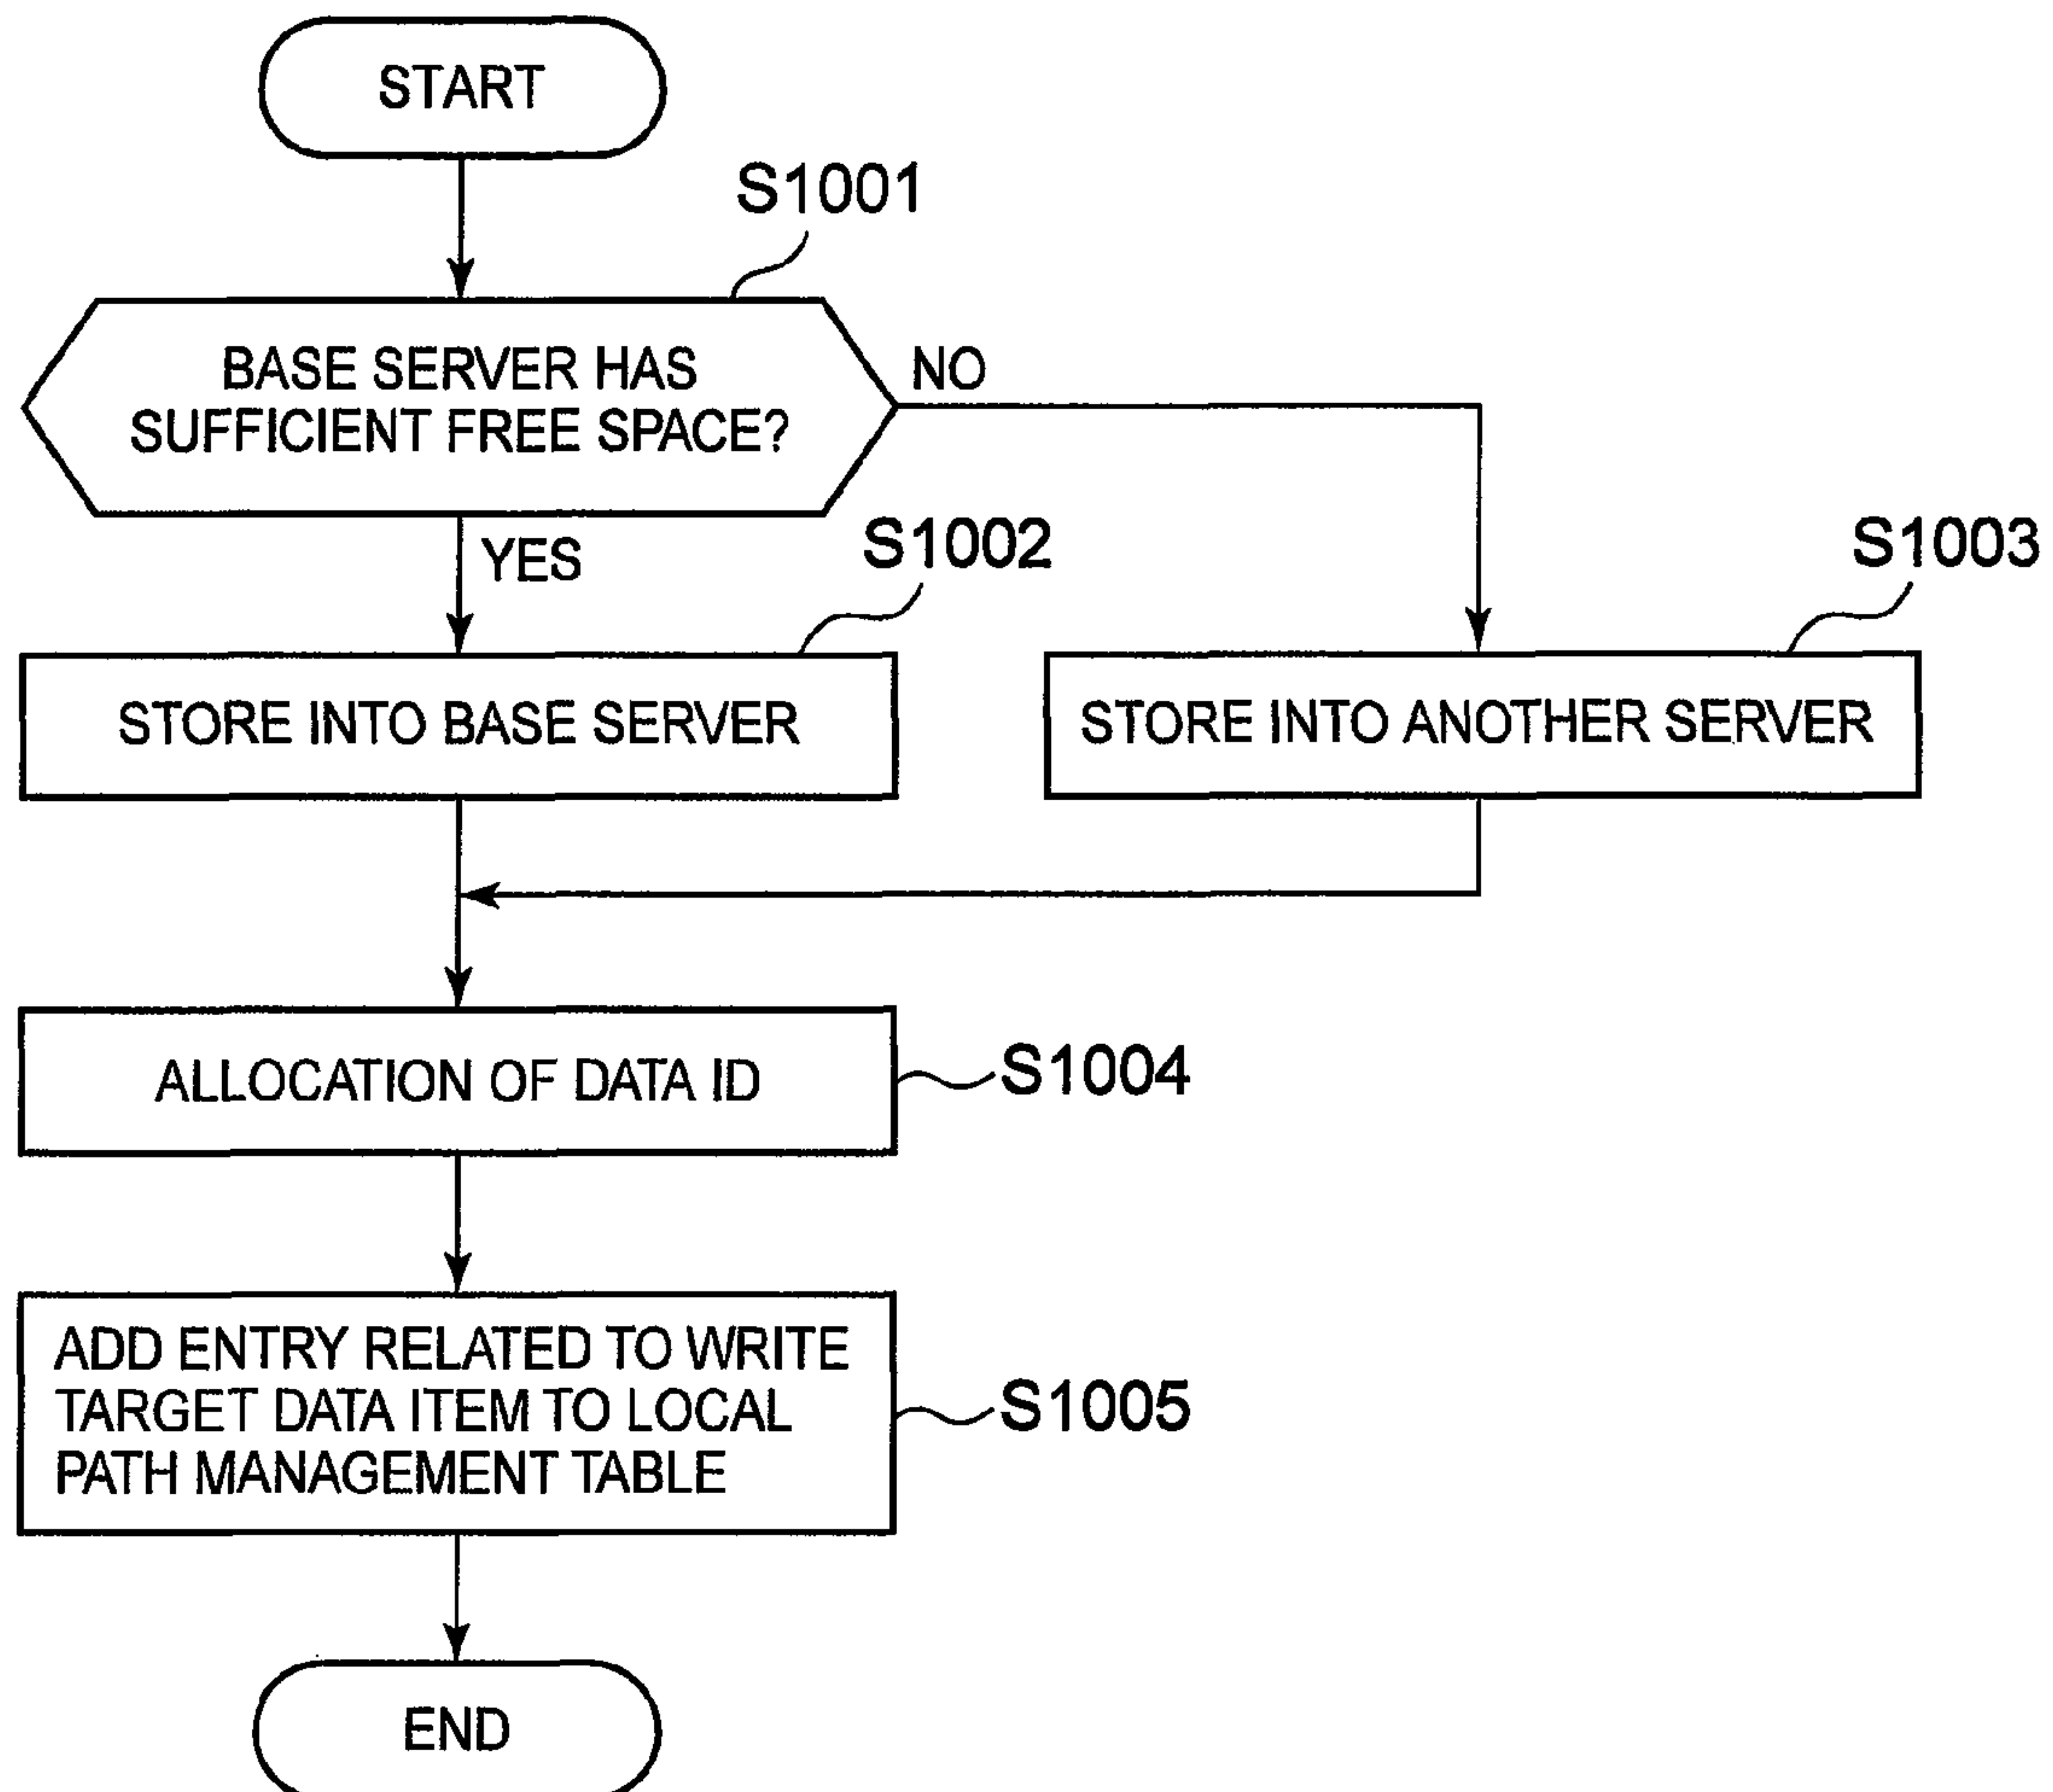 START
S1001
BASE SERVER HAS
SUFFICIENT FREE SPACE?
NO
YES
S1002
S1003
STORE INTO BASE SERVER
STORE INTO ANOTHER SERVER
ALLOCATION OF DATA ID
S1004
ADD ENTRY RELATED TO WRITE
TARGET DATA ITEM TO LOCAL
PATH MANAGEMENT TABLE
S1005
END